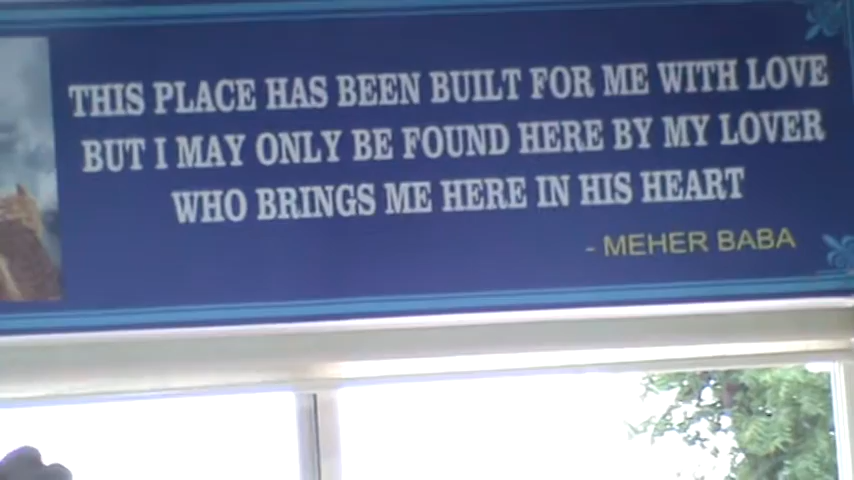 THIS PLACE HAS BEEN BUILT FOR ME WITH LOVE
BUT I MAY ONLY BE FOUND HERE BY MY LOVER
WHO BRINGS ME HERE IN HIS HEART
- MEHER BABA